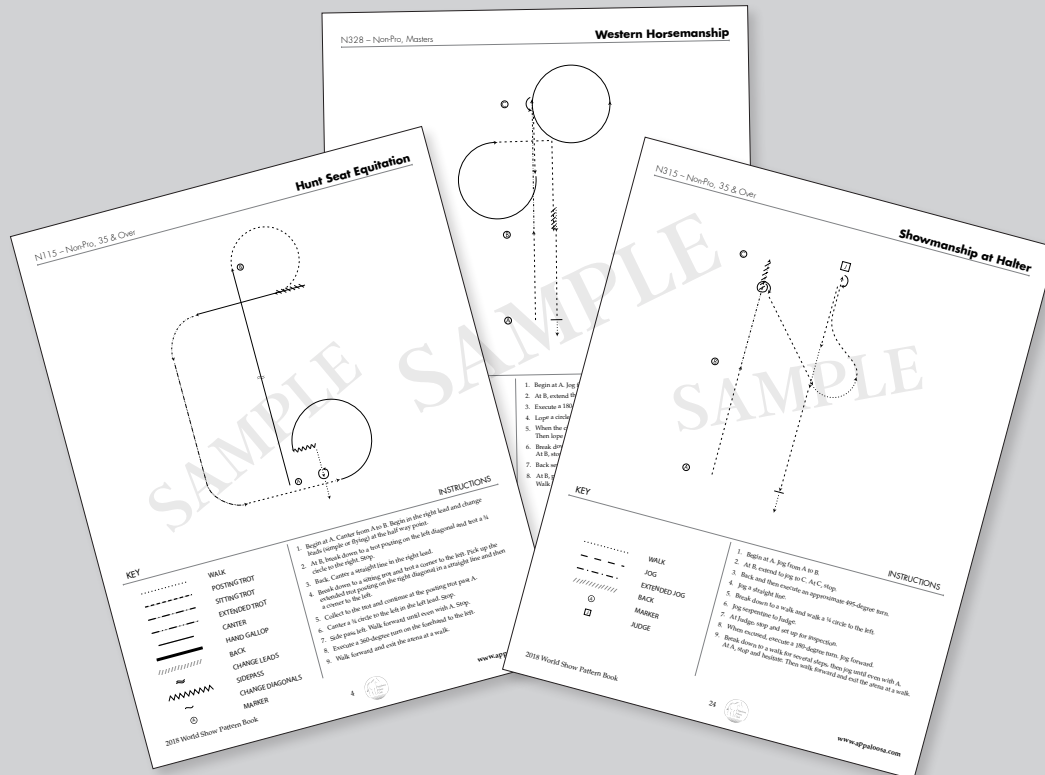 N328 – Non-Pro, Masters
Western Horsemanship
C
B
A
SAMPLE
1. Begin at A. Jog
2. At B, extend th
3. Execute a 180
4. Lope a circle
5. When the c
Then lope
6. Break dow
At B, sto
7. Back se
8. At B,
Walk
N115 – Non-Pro, 35 & Over
Hunt Seat Equitation
B
A
SAMPLE
KEY
WALK
POSTING TROT
SITTING TROT
EXTENDED TROT
CANTER
HAND GALLOP
BACK
CHANGE LEADS
SIDEPASS
CHANGE DIAGONALS
MARKER
A
INSTRUCTIONS
1. Begin at A. Canter from A to B. Begin in the right lead and change
leads (simple or flying) at the half way point.
2. At B, break down to a trot posting on the left diagonal and trot a ¾
circle to the right. Stop.
3. Back. Canter a straight line in the right lead.
4. Break down to a sitting trot and trot a corner to the left. Pick up the
extended trot posting on the right diagonal in a straight line and then
a corner to the left.
5. Collect to the trot and continue at the posting trot past A.
6. Canter a ¾ circle to the left in the left lead. Stop.
7. Side pass left. Walk forward until even with A. Stop.
8. Execute a 360-degree turn on the forehand to the left.
9. Walk forward and exit the arena at a walk.
2018 World Show Pattern Book
4
www.app
N315 – Non-Pro, 35 & Over
Showmanship at Halter
C
J
B
A
SAMPLE
KEY
WALK
JOG
EXTENDED JOG
BACK
MARKER
JUDGE
A
J
INSTRUCTIONS
1. Begin at A. Jog from A to B.
2. At B, extend to jog to C. At C, stop.
3. Back and then execute an approximate 495-degree turn.
4. Jog a straight line.
5. Break down to a walk and walk a ¼ circle to the left.
6. Jog serpentine to Judge.
7. At Judge, stop and set up for inspection.
8. When excused, execute a 180-degree turn. Jog forward.
9. Break down to a walk for several steps, then jog until even with A.
At A, stop and hesitate. Then walk forward and exit the arena at a walk.
2018 World Show Pattern Book
24
www.appaloosa.com